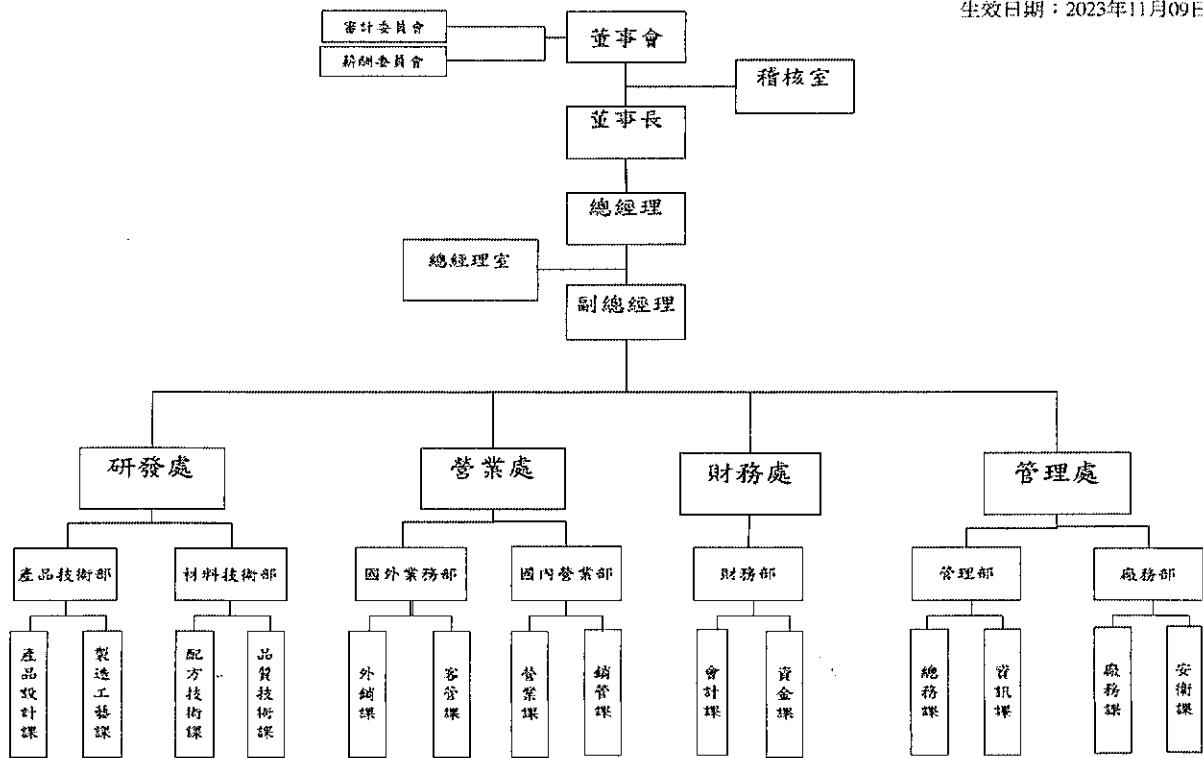 生效日期：2023年11月09日
審計委員會
董事會
薪酬委員會
稽核室
董事長
總經理
總經理室
副總經理
研發處
營業處
財務處
管理處
產品技術部
材料技術部
國外業務部
國內營業部
財務部
管理部
廠務部
產品設計課
製造工藝課
配方技術課
品質技術課
外銷課
客管課
營業課
銷管課
會計課
資金課
總務課
資訊課
廠務課
安衛課